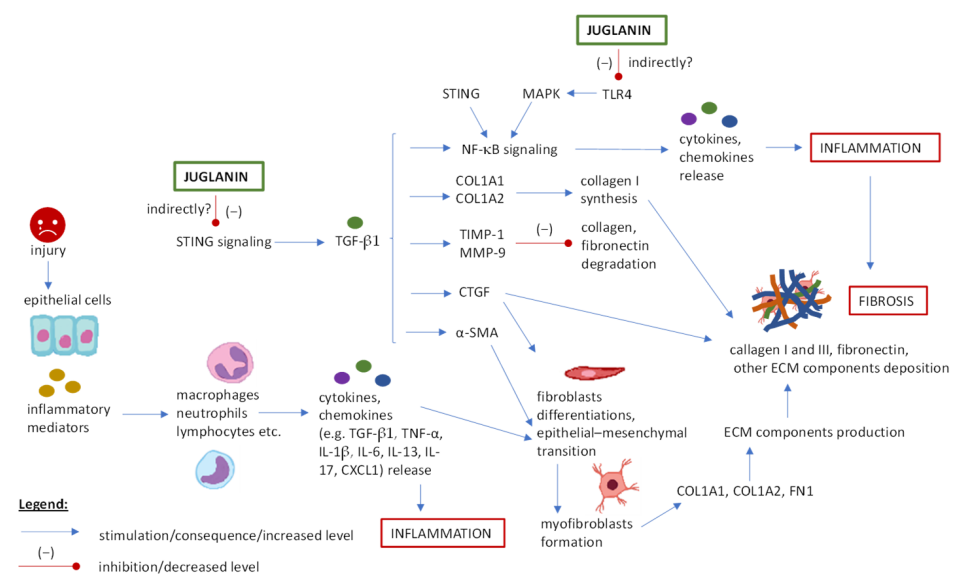 JUGLANIN
(−)
indirectly?
STING
MAPK
TLR4
NF-κB signaling
cytokines,
chemokines
release
INFLAMMATION
JUGLANIN
indirectly?
(−)
STING signaling
TGF-β1
COL1A1
COL1A2
collagen I
synthesis
TIMP-1
MMP-9
(−)
collagen,
fibronectin
degradation
CTGF
α-SMA
FIBROSIS
callagen I and III, fibronectin,
other ECM components deposition
injury
epithelial cells
inflammatory
mediators
macrophages
neutrophils
lymphocytes etc.
cytokines,
chemokines
(e.g. TGF-β1, TNF-α,
IL-1β, IL-6, IL-13, IL-
17, CXCL1) release
INFLAMMATION
fibroblasts
differentiations,
epithelial–mesenchymal
transition
myofibroblasts
formation
COL1A1, COL1A2, FN1
ECM components production
Legend:
stimulation/consequence/increased level
(−)
inhibition/decreased level